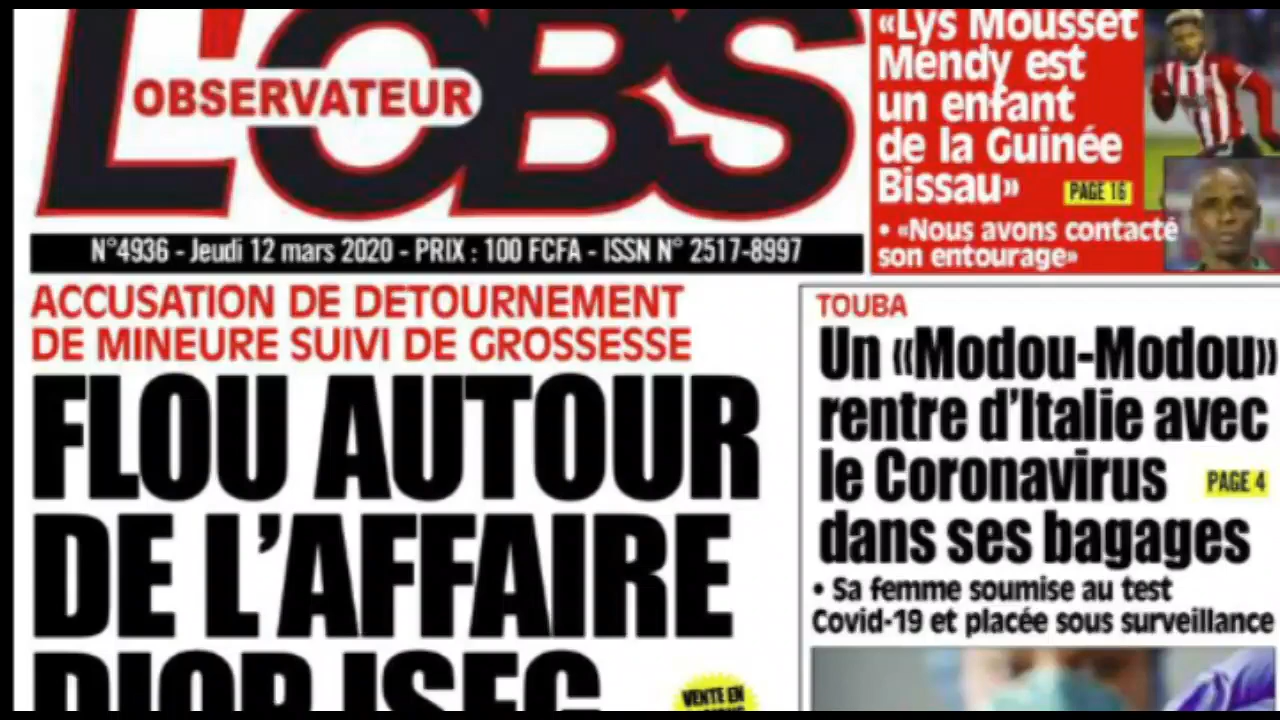 L'OBS
OBSERVATEUR
N°4936 - Jeudi 12 mars 2020 - PRIX : 100 FCFA - ISSN N° 2517-8997
«Lys Mousset
Mendy est
un enfant
de la Guinée
Bissau»
PAGE 16
• «Nous avons contacté
son entourage»
ACCUSATION DE DETOURNEMENT
DE MINEURE SUIVI DE GROSSESSE
FLOU AUTOUR
DE L’AFFAIRE
DIOP ISEG
TOUBA
Un «Modou-Modou»
rentre d’Italie avec
le Coronavirus
PAGE 4
dans ses bagages
• Sa femme soumise au test
Covid-19 et placée sous surveillance
VENTE EN